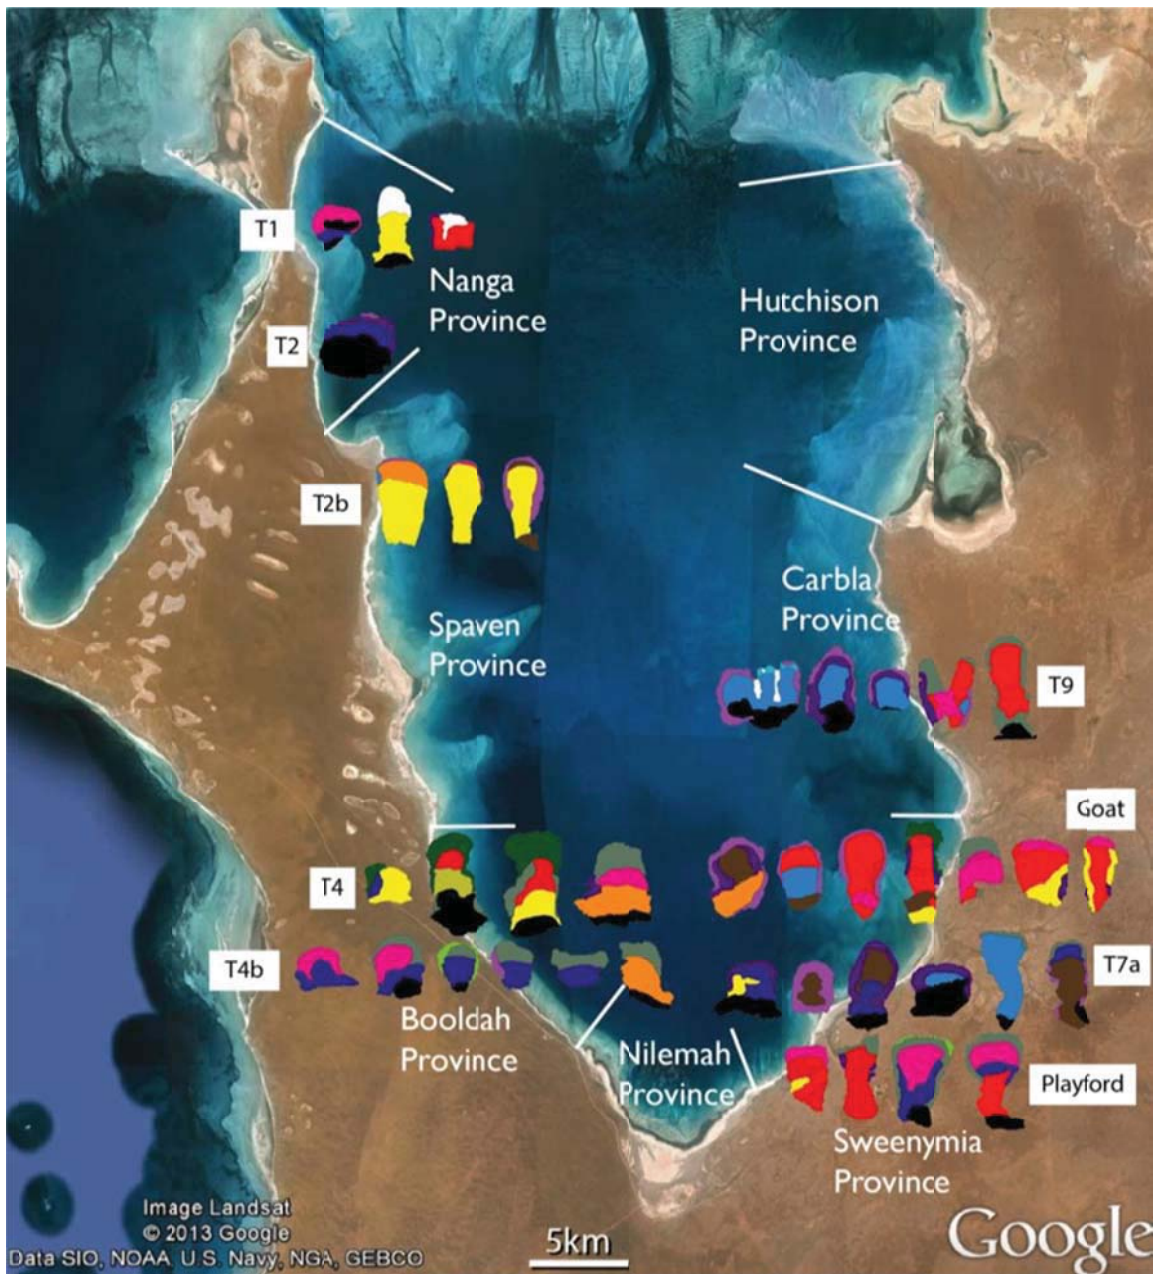 T1
Nanga
Province
Hutchison
Province
T2
T2b
Carbla
Province
Spaven
Province
T9
Goat
T4
T4b
T7a
Booldah
Province
Nilemah
Province
Playford
Sweenymia
Province
Image Landsat
© 2013 Google
Data SIO, NOAA, U.S. Navy, NGA, GEBCO
5km
Google